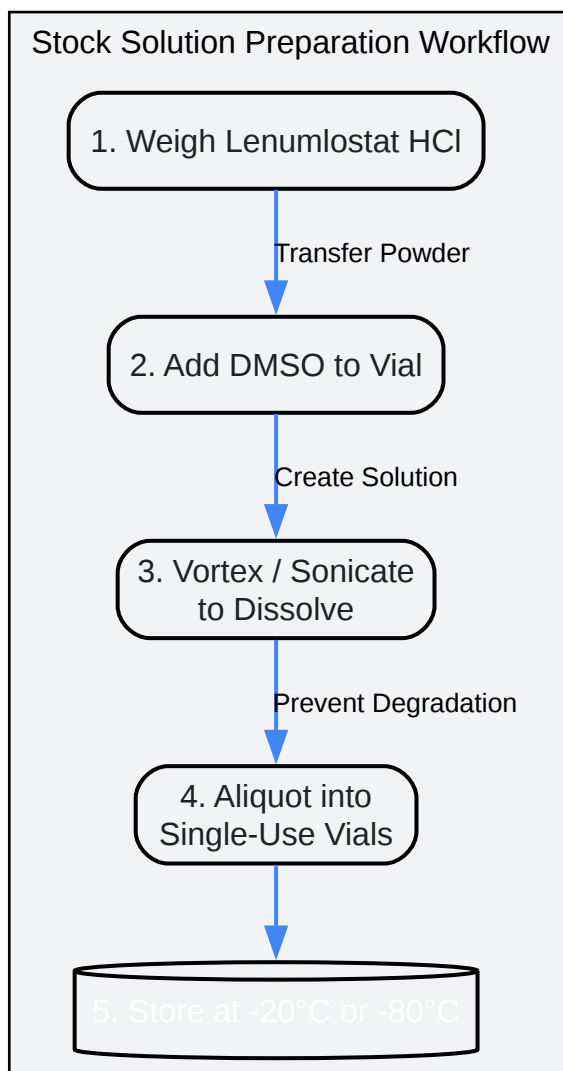 Stock Solution Preparation Workflow
1. Weigh Lenumlostat HCl
Transfer Powder
2. Add DMSO to Vial
Create Solution
3. Vortex / Sonicate
to Dissolve
Prevent Degradation
4. Aliquot into
Single-Use Vials
5. Store at -20°C or -80°C